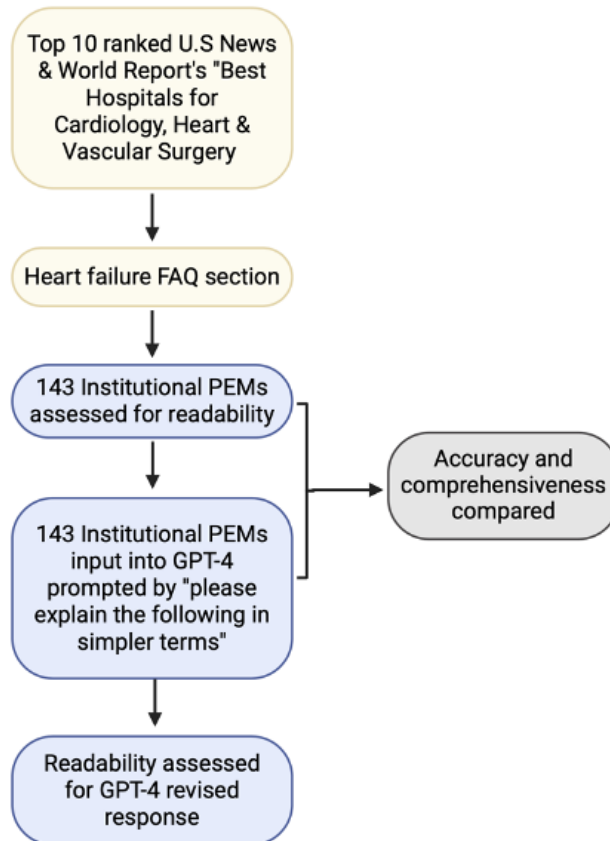 Top 10 ranked U.S News
& World Report's "Best
Hospitals for
Cardiology, Heart &
Vascular Surgery
Heart failure FAQ section
143 Institutional PEMs
assessed for readability
143 Institutional PEMs
input into GPT-4
prompted by "please
explain the following in
simpler terms"
Accuracy and
comprehensiveness
compared
Readability assessed
for GPT-4 revised
response